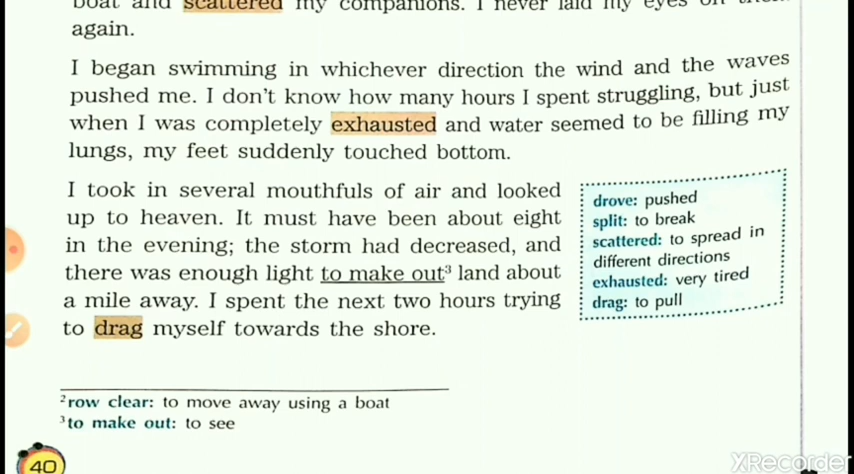 boat and scattered my companions. I never laid my eyes on them
again.
I began swimming in whichever direction the wind and the waves
pushed me. I don't know how many hours I spent struggling, but just
when I was completely exhausted and water seemed to be filling my
lungs, my feet suddenly touched bottom.
I took in several mouthfuls of air and looked
up to heaven. It must have been about eight
in the evening; the storm had decreased, and
there was enough light to make out³ land about
a mile away. I spent the next two hours trying
to drag myself towards the shore.
drove: pushed
split: to break
scattered: to spread in
different directions
exhausted: very tired
drag: to pull
²row clear: to move away using a boat
³to make out: to see
40
XRecorder